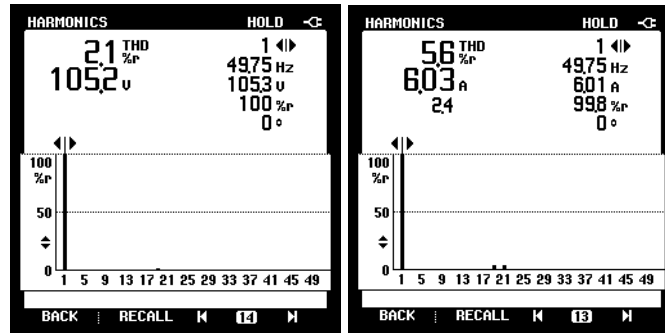 HARMONICS HOLD
2,1 THD %r
105,2 V
1
49,75 Hz
105,3 V
100 %r
0 °
100
%r
50
0
1 5 9 13 17 21 25 29 33 37 41 45 49
BACK RECALL 14
HARMONICS HOLD
5,6 THD %r
6,03 A
2,4
1
49,75 Hz
6,01 A
99,8 %r
0 °
100
%r
50
0
1 5 9 13 17 21 25 29 33 37 41 45 49
BACK RECALL 13